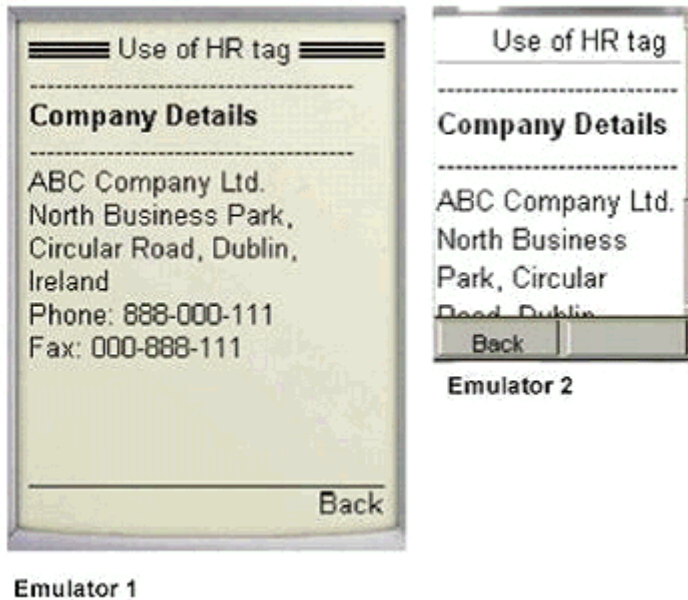 Use of HR tag
Company Details
ABC Company Ltd.
North Business Park,
Circular Road, Dublin,
Ireland
Phone: 888-000-111
Fax: 000-888-111
Back
Emulator 1
Use of HR tag
Company Details
ABC Company Ltd.
North Business
Park, Circular
Road, Dublin,
Back
Emulator 2